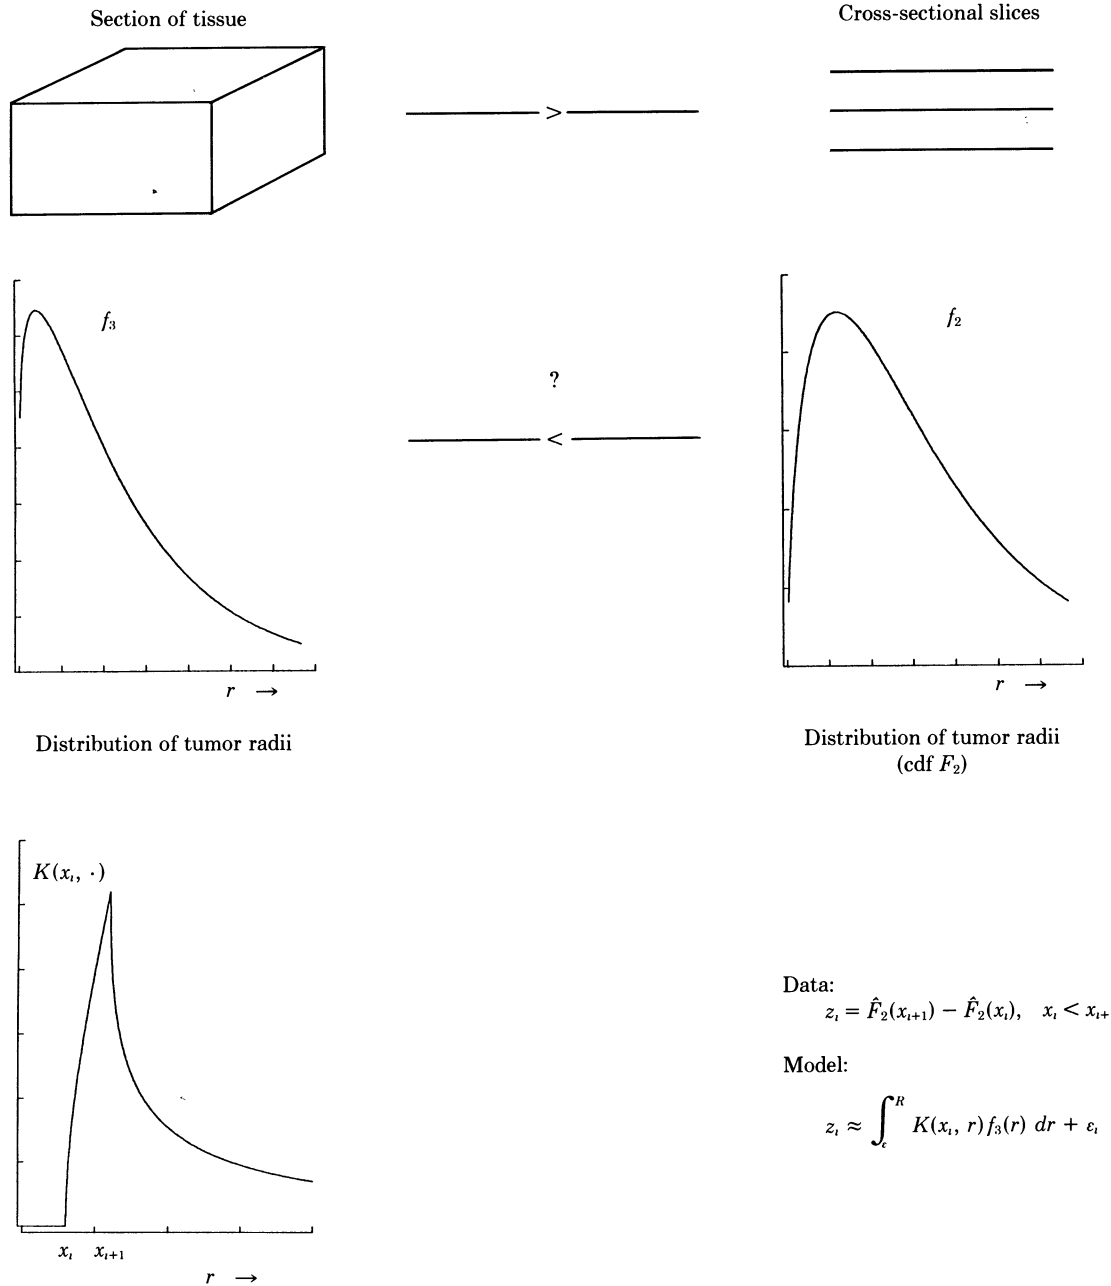 Section of tissue
Cross-sectional slices
>
f₃
f₂
?
<
r →
r →
Distribution of tumor radii
Distribution of tumor radii
(cdf F₂)
K(xᵢ, ·)
xᵢ xᵢ₊₁
r →
Data:
zᵢ = F̂₂(xᵢ₊₁) − F̂₂(xᵢ), xᵢ < xᵢ₊
Model:
zᵢ ≈ ∫_ε^R K(xᵢ, r)f₃(r) dr + εᵢ